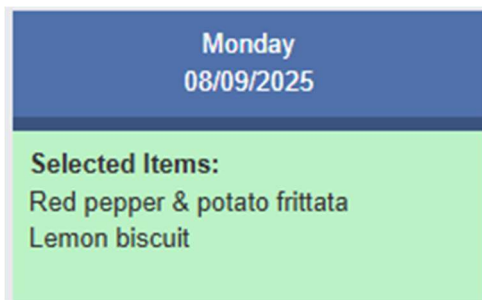 Monday
08/09/2025
Selected Items:
Red pepper & potato frittata
Lemon biscuit